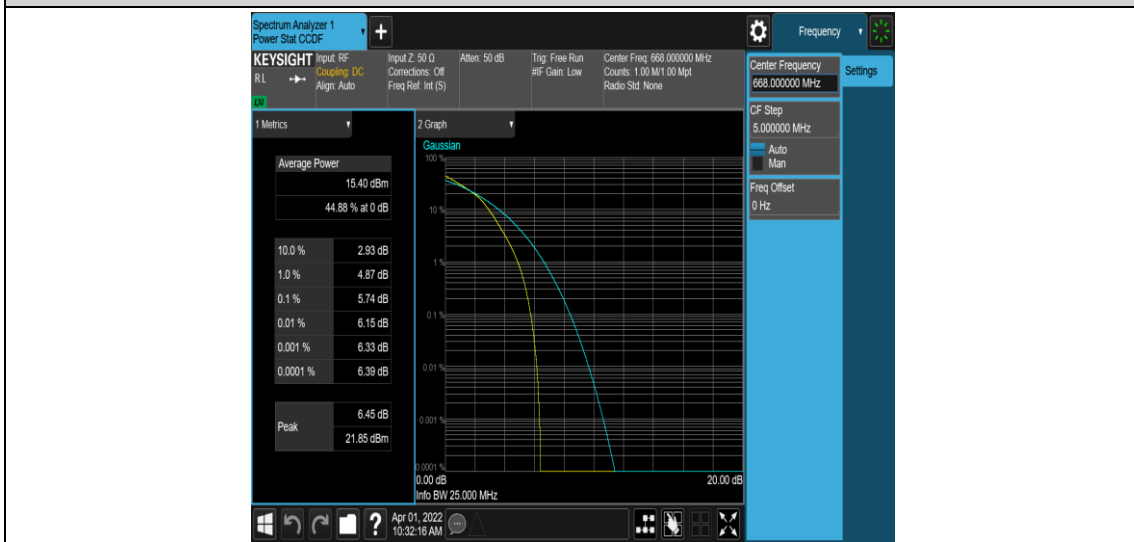 Spectrum Analyzer 1
Power Stat CCDF
+
Frequency
KEYSIGHT Input: RF Input Z: 50 Ω Atten: 50 dB Trig: Free Run Center Freq: 668.000000 MHz
RL Coupling: DC Corrections: Off #IF Gain: Low Counts: 1.00 M/1.00 Mpt
Align: Auto Freq Ref: Int (S) Radio Std: None
LXI
Center Frequency
668.000000 MHz
Settings
CF Step
5.000000 MHz
Auto
Man
Freq Offset
0 Hz
1 Metrics
Average Power
15.40 dBm
44.88 % at 0 dB
10.0 % 2.93 dB
1.0 % 4.87 dB
0.1 % 5.74 dB
0.01 % 6.15 dB
0.001 % 6.33 dB
0.0001 % 6.39 dB
Peak 6.45 dB
21.85 dBm
2 Graph
Gaussian
100 %
10 %
1 %
0.1 %
0.01 %
0.001 %
0.0001 %
0.00 dB 20.00 dB
Info BW 25.000 MHz
? Apr 01, 2022
10:32:16 AM